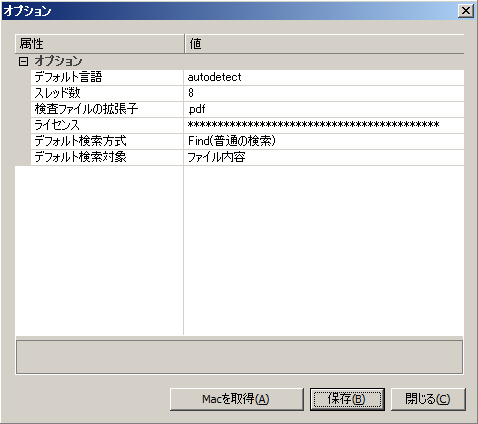 オプション
属性 値
オプション
デフォルト言語 autodetect
スレッド数 8
検査ファイルの拡張子 .pdf
ライセンス ******************************************
デフォルト検索方式 Find(普通の検索)
デフォルト検索対象 ファイル内容
Macを取得(A) 保存(B) 閉じる(C)